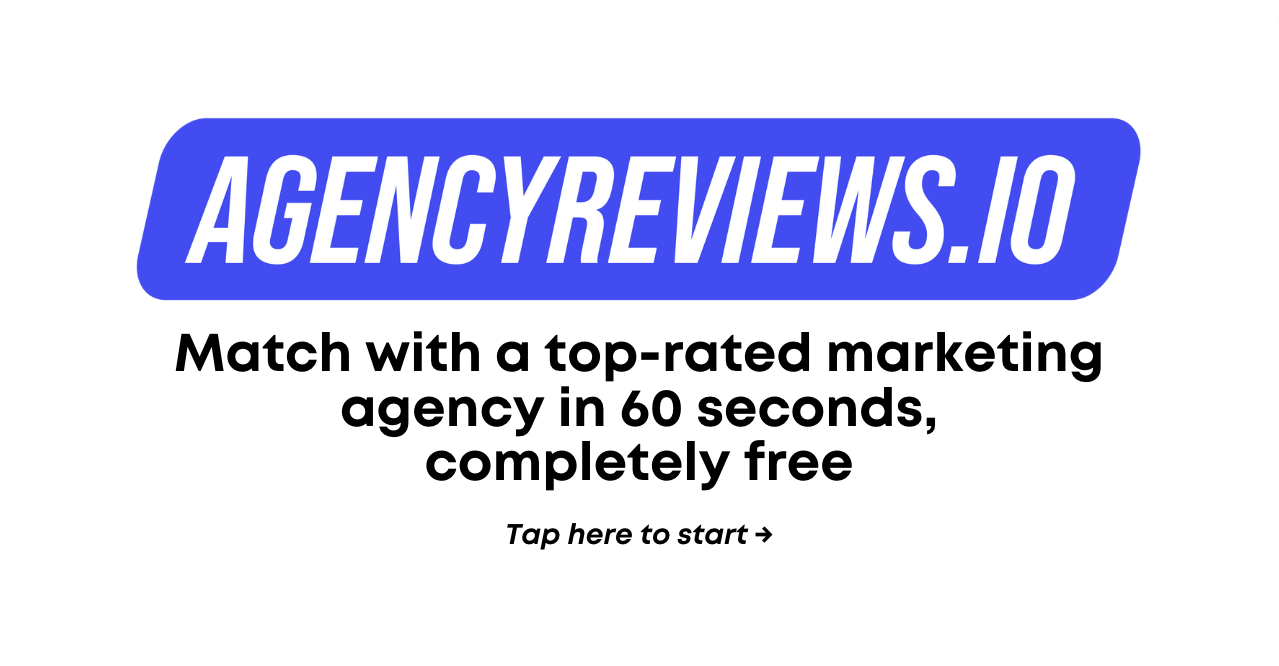 AGENCYREVIEWS.IO
Match with a top-rated marketing
agency in 60 seconds,
completely free
Tap here to start →